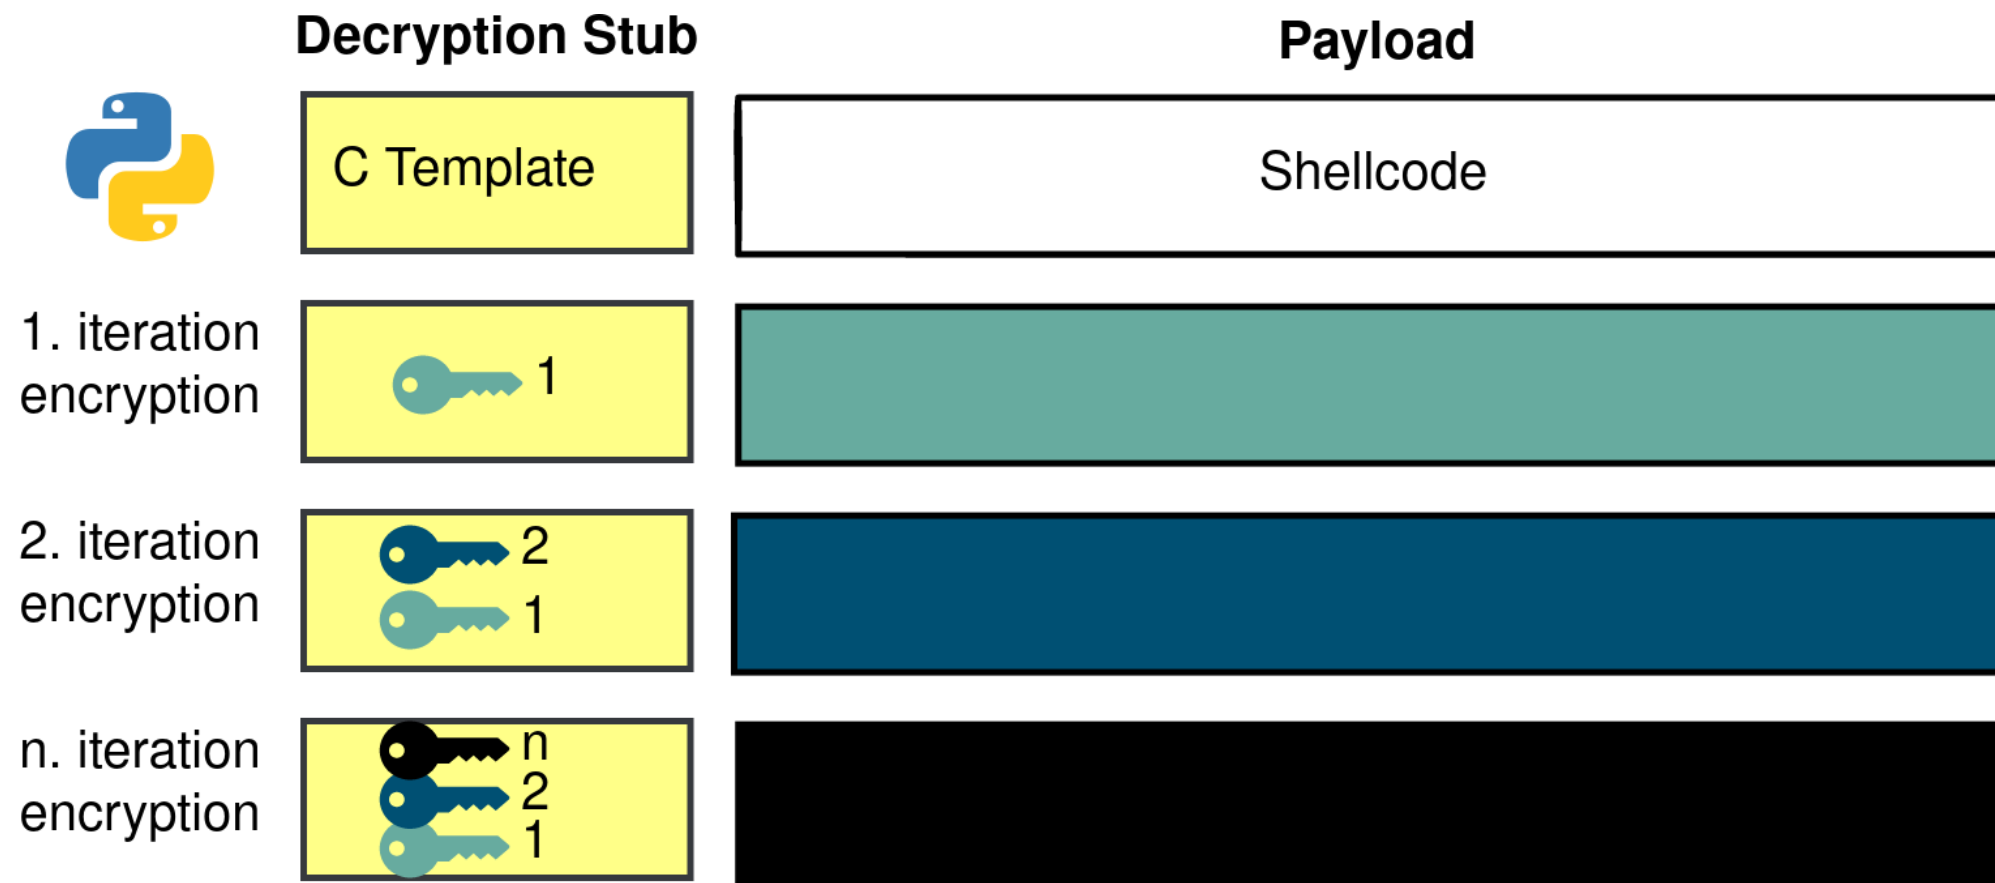 Decryption Stub
Payload
C Template
Shellcode
1. iteration
encryption
1
2. iteration
encryption
2
1
n. iteration
encryption
n
2
1